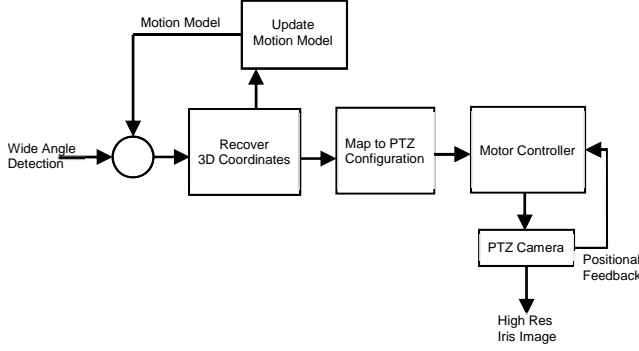 Motion Model
Update
Motion Model
Wide Angle
Detection
Recover
3D Coordinates
Map to PTZ
Configuration
Motor Controller
PTZ Camera
Positional
Feedback
High Res
Iris Image